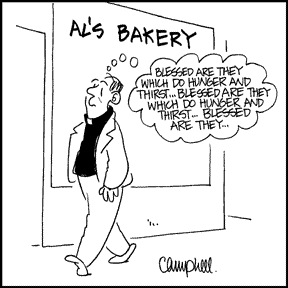 AL'S BAKERY
BLESSED ARE THEY
WHICH DO HUNGER AND
THIRST... BLESSED ARE THEY
WHICH DO HUNGER AND
THIRST... BLESSED
ARE THEY...
Campbell.